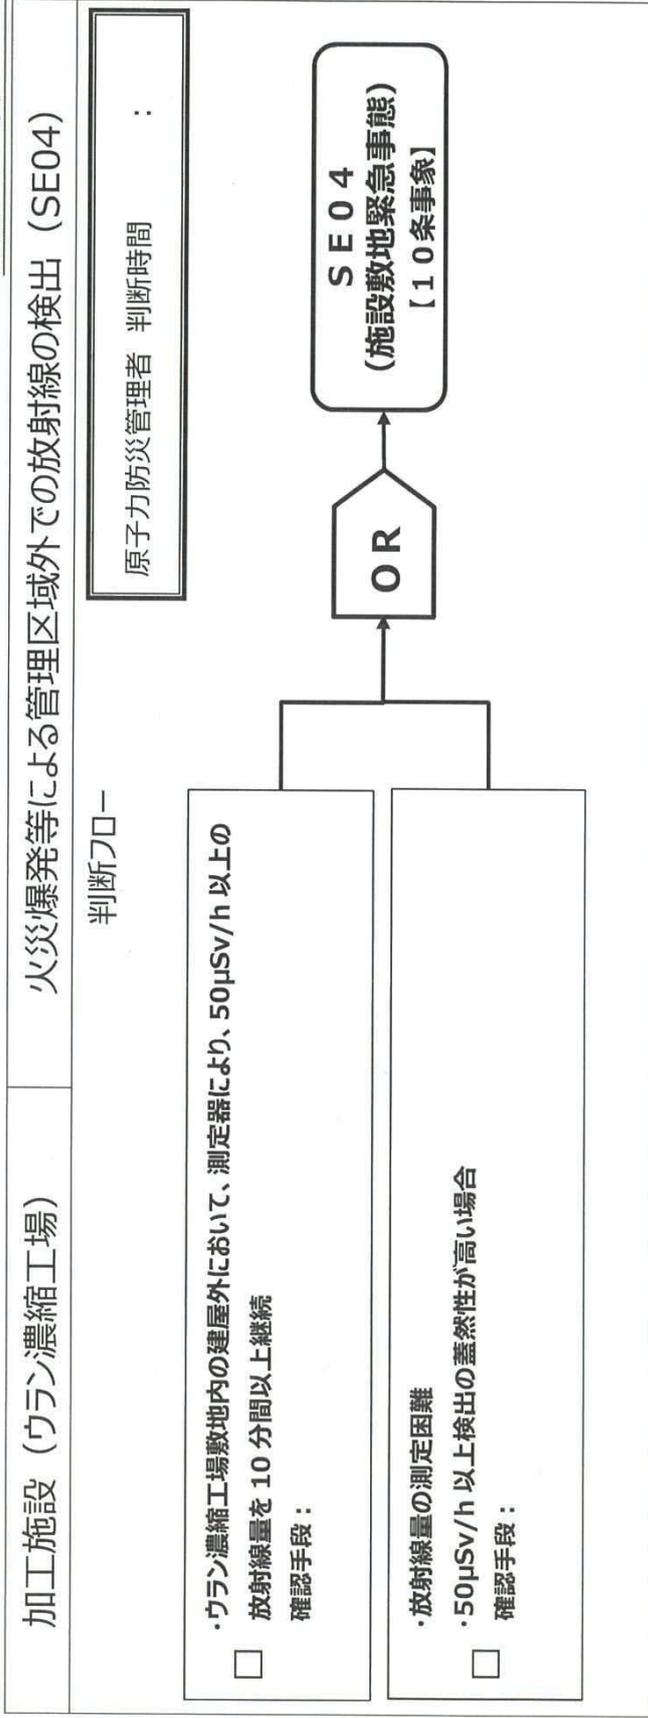 加工施設（ウラン濃縮工場）
火災爆発等による管理区域外での放射線の検出（SE04）
判断フロー
原子力防災管理者　判断時間　　　：
□
・ウラン濃縮工場敷地内の建屋外において、測定器により、50μSv/h 以上の
放射線量を 10 分間以上継続
確認手段：
□
・放射線量の測定困難
・50μSv/h 以上検出の蓋然性が高い場合
確認手段：
ＯＲ
ＳＥ０４
（施設敷地緊急事態）
【１０条事象】